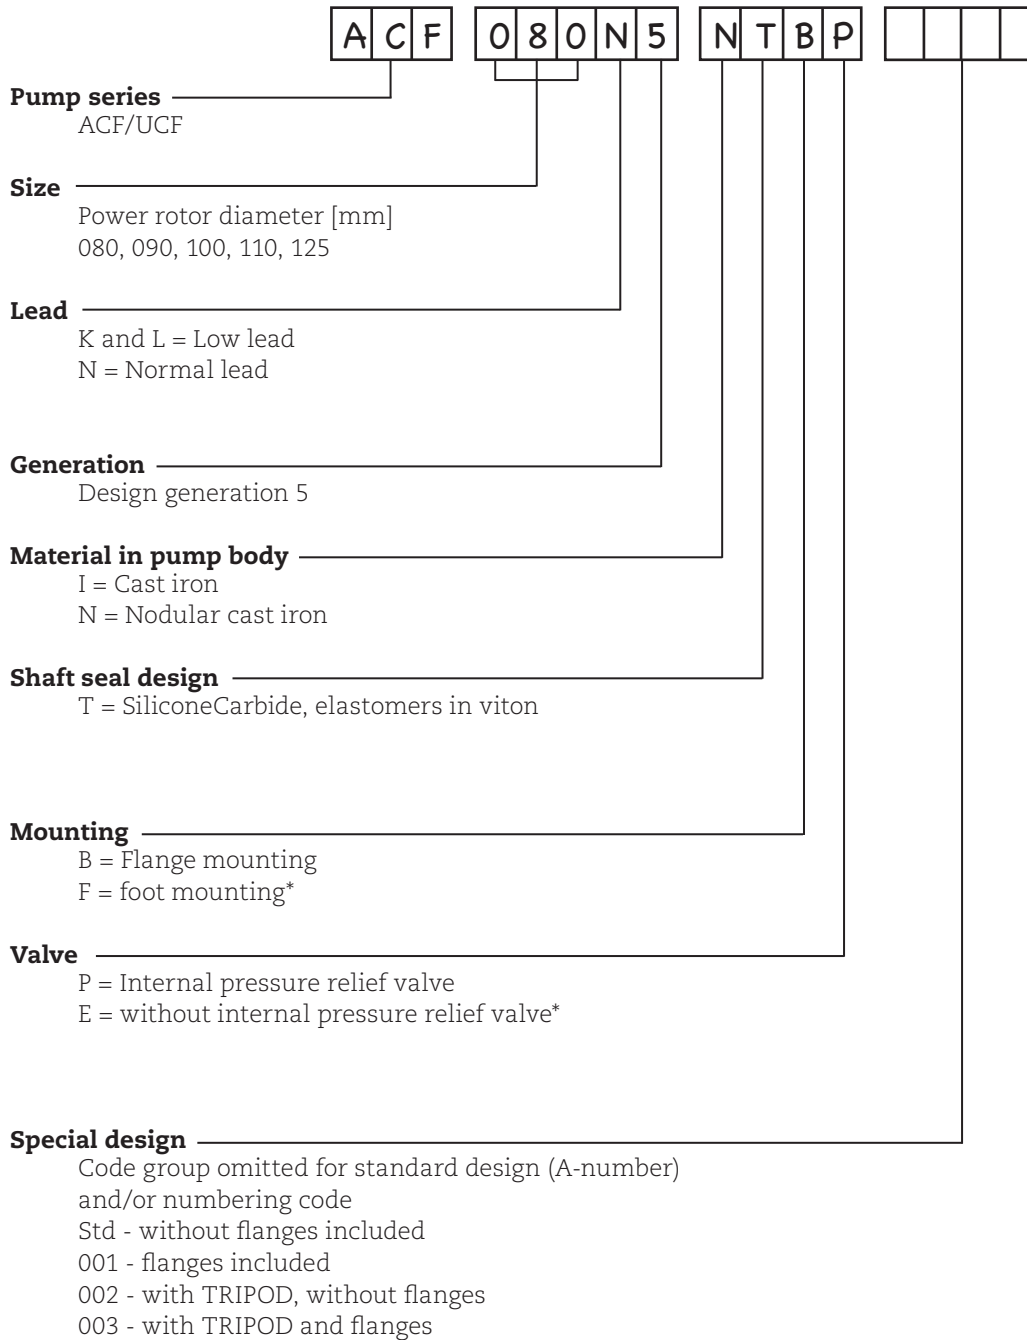 ACF 080N5 NTBP
Pump series
ACF/UCF
Size
Power rotor diameter [mm]
080, 090, 100, 110, 125
Lead
K and L = Low lead
N = Normal lead
Generation
Design generation 5
Material in pump body
I = Cast iron
N = Nodular cast iron
Shaft seal design
T = SiliconeCarbide, elastomers in viton
Mounting
B = Flange mounting
F = foot mounting*
Valve
P = Internal pressure relief valve
E = without internal pressure relief valve*
Special design
Code group omitted for standard design (A-number)
and/or numbering code
Std - without flanges included
001 - flanges included
002 - with TRIPOD, without flanges
003 - with TRIPOD and flanges